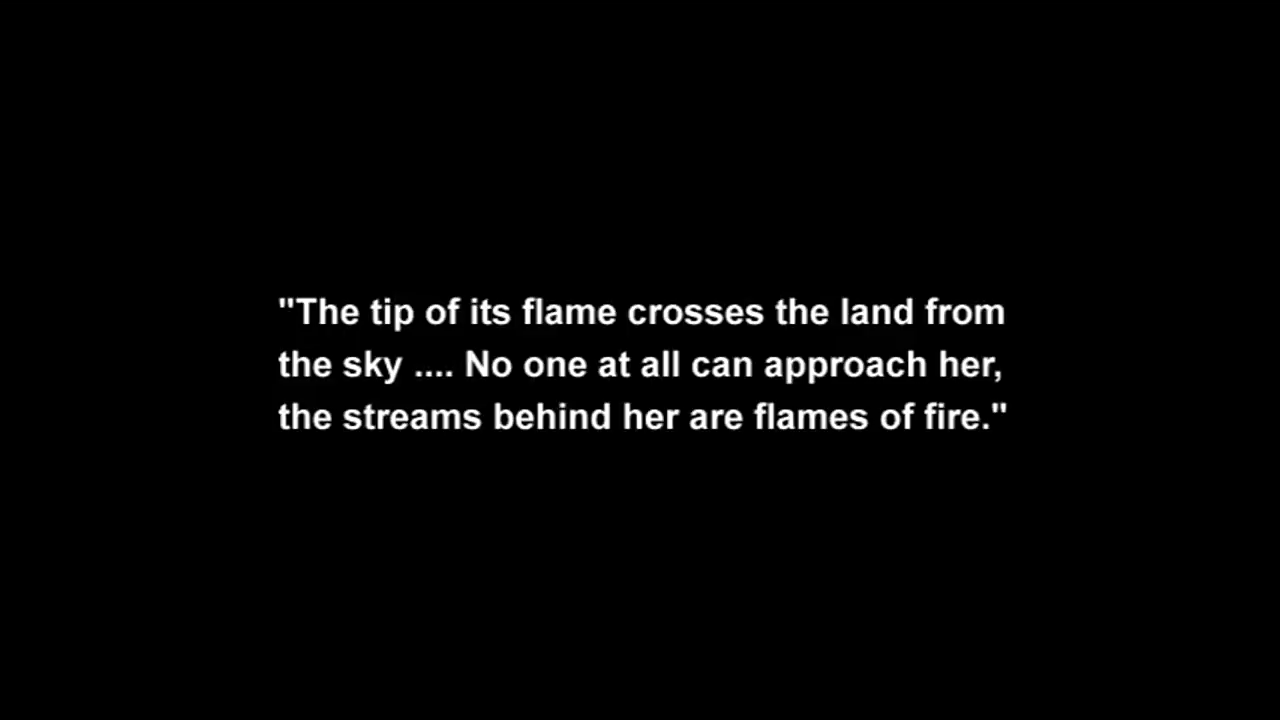 "The tip of its flame crosses the land from
the sky .... No one at all can approach her,
the streams behind her are flames of fire."